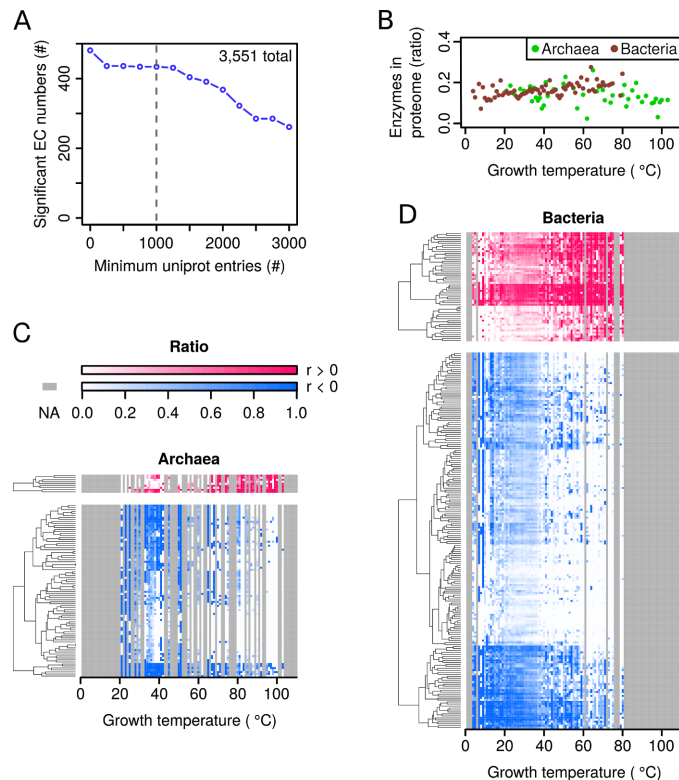 A
3,551 total
Significant EC numbers (#)
0
200
400
0
1000
2000
3000
Minimum uniprot entries (#)
B
Archaea
Bacteria
Enzymes in
proteome (ratio)
0.0
0.2
0.4
0
20
40
60
80
100
Growth temperature ( °C)
C
Ratio
r > 0
r < 0
NA
0.0
0.2
0.4
0.6
0.8
1.0
Archaea
0
20
40
60
80
100
Growth temperature ( °C)
D
Bacteria
0
20
40
60
80
100
Growth temperature ( °C)